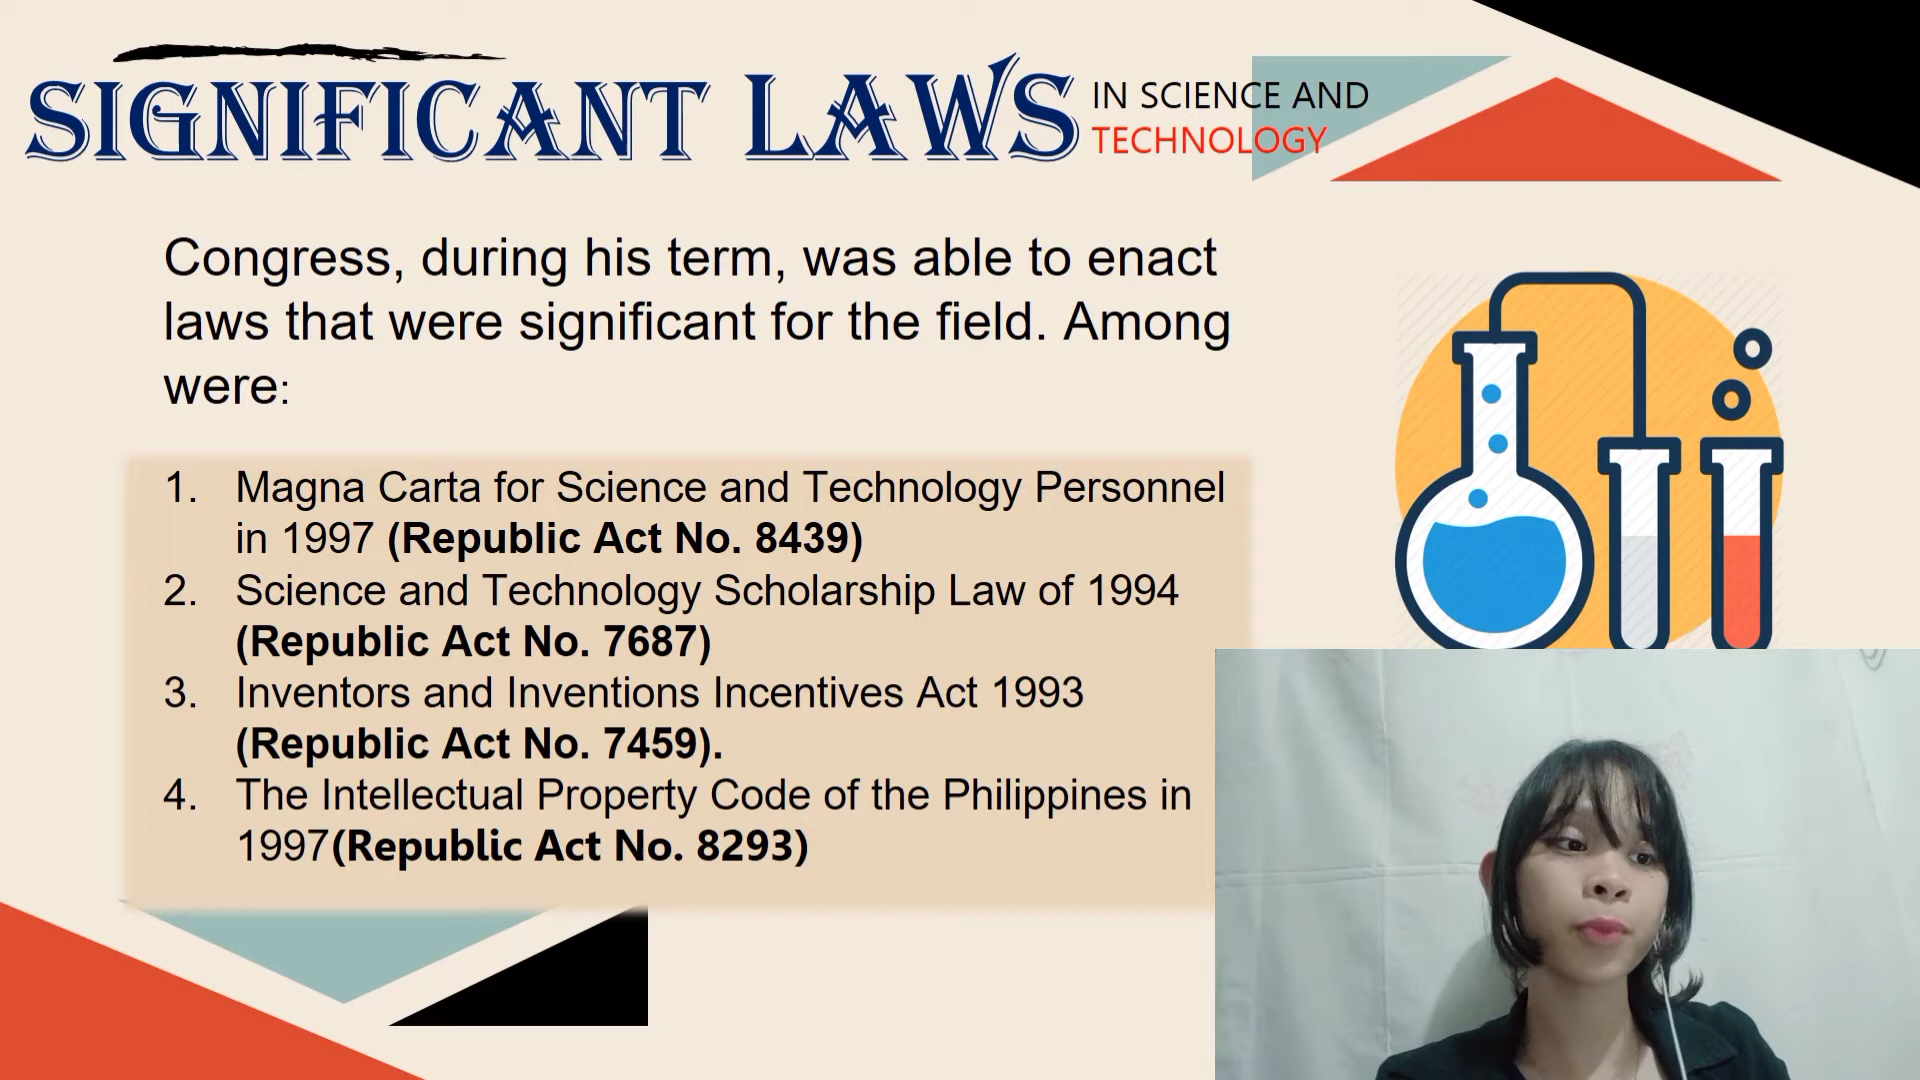 SIGNIFICANT LAWS
IN SCIENCE AND
TECHNOLOGY
Congress, during his term, was able to enact
laws that were significant for the field. Among
were:
1. Magna Carta for Science and Technology Personnel
in 1997 (Republic Act No. 8439)
2. Science and Technology Scholarship Law of 1994
(Republic Act No. 7687)
3. Inventors and Inventions Incentives Act 1993
(Republic Act No. 7459).
4. The Intellectual Property Code of the Philippines in
1997(Republic Act No. 8293)